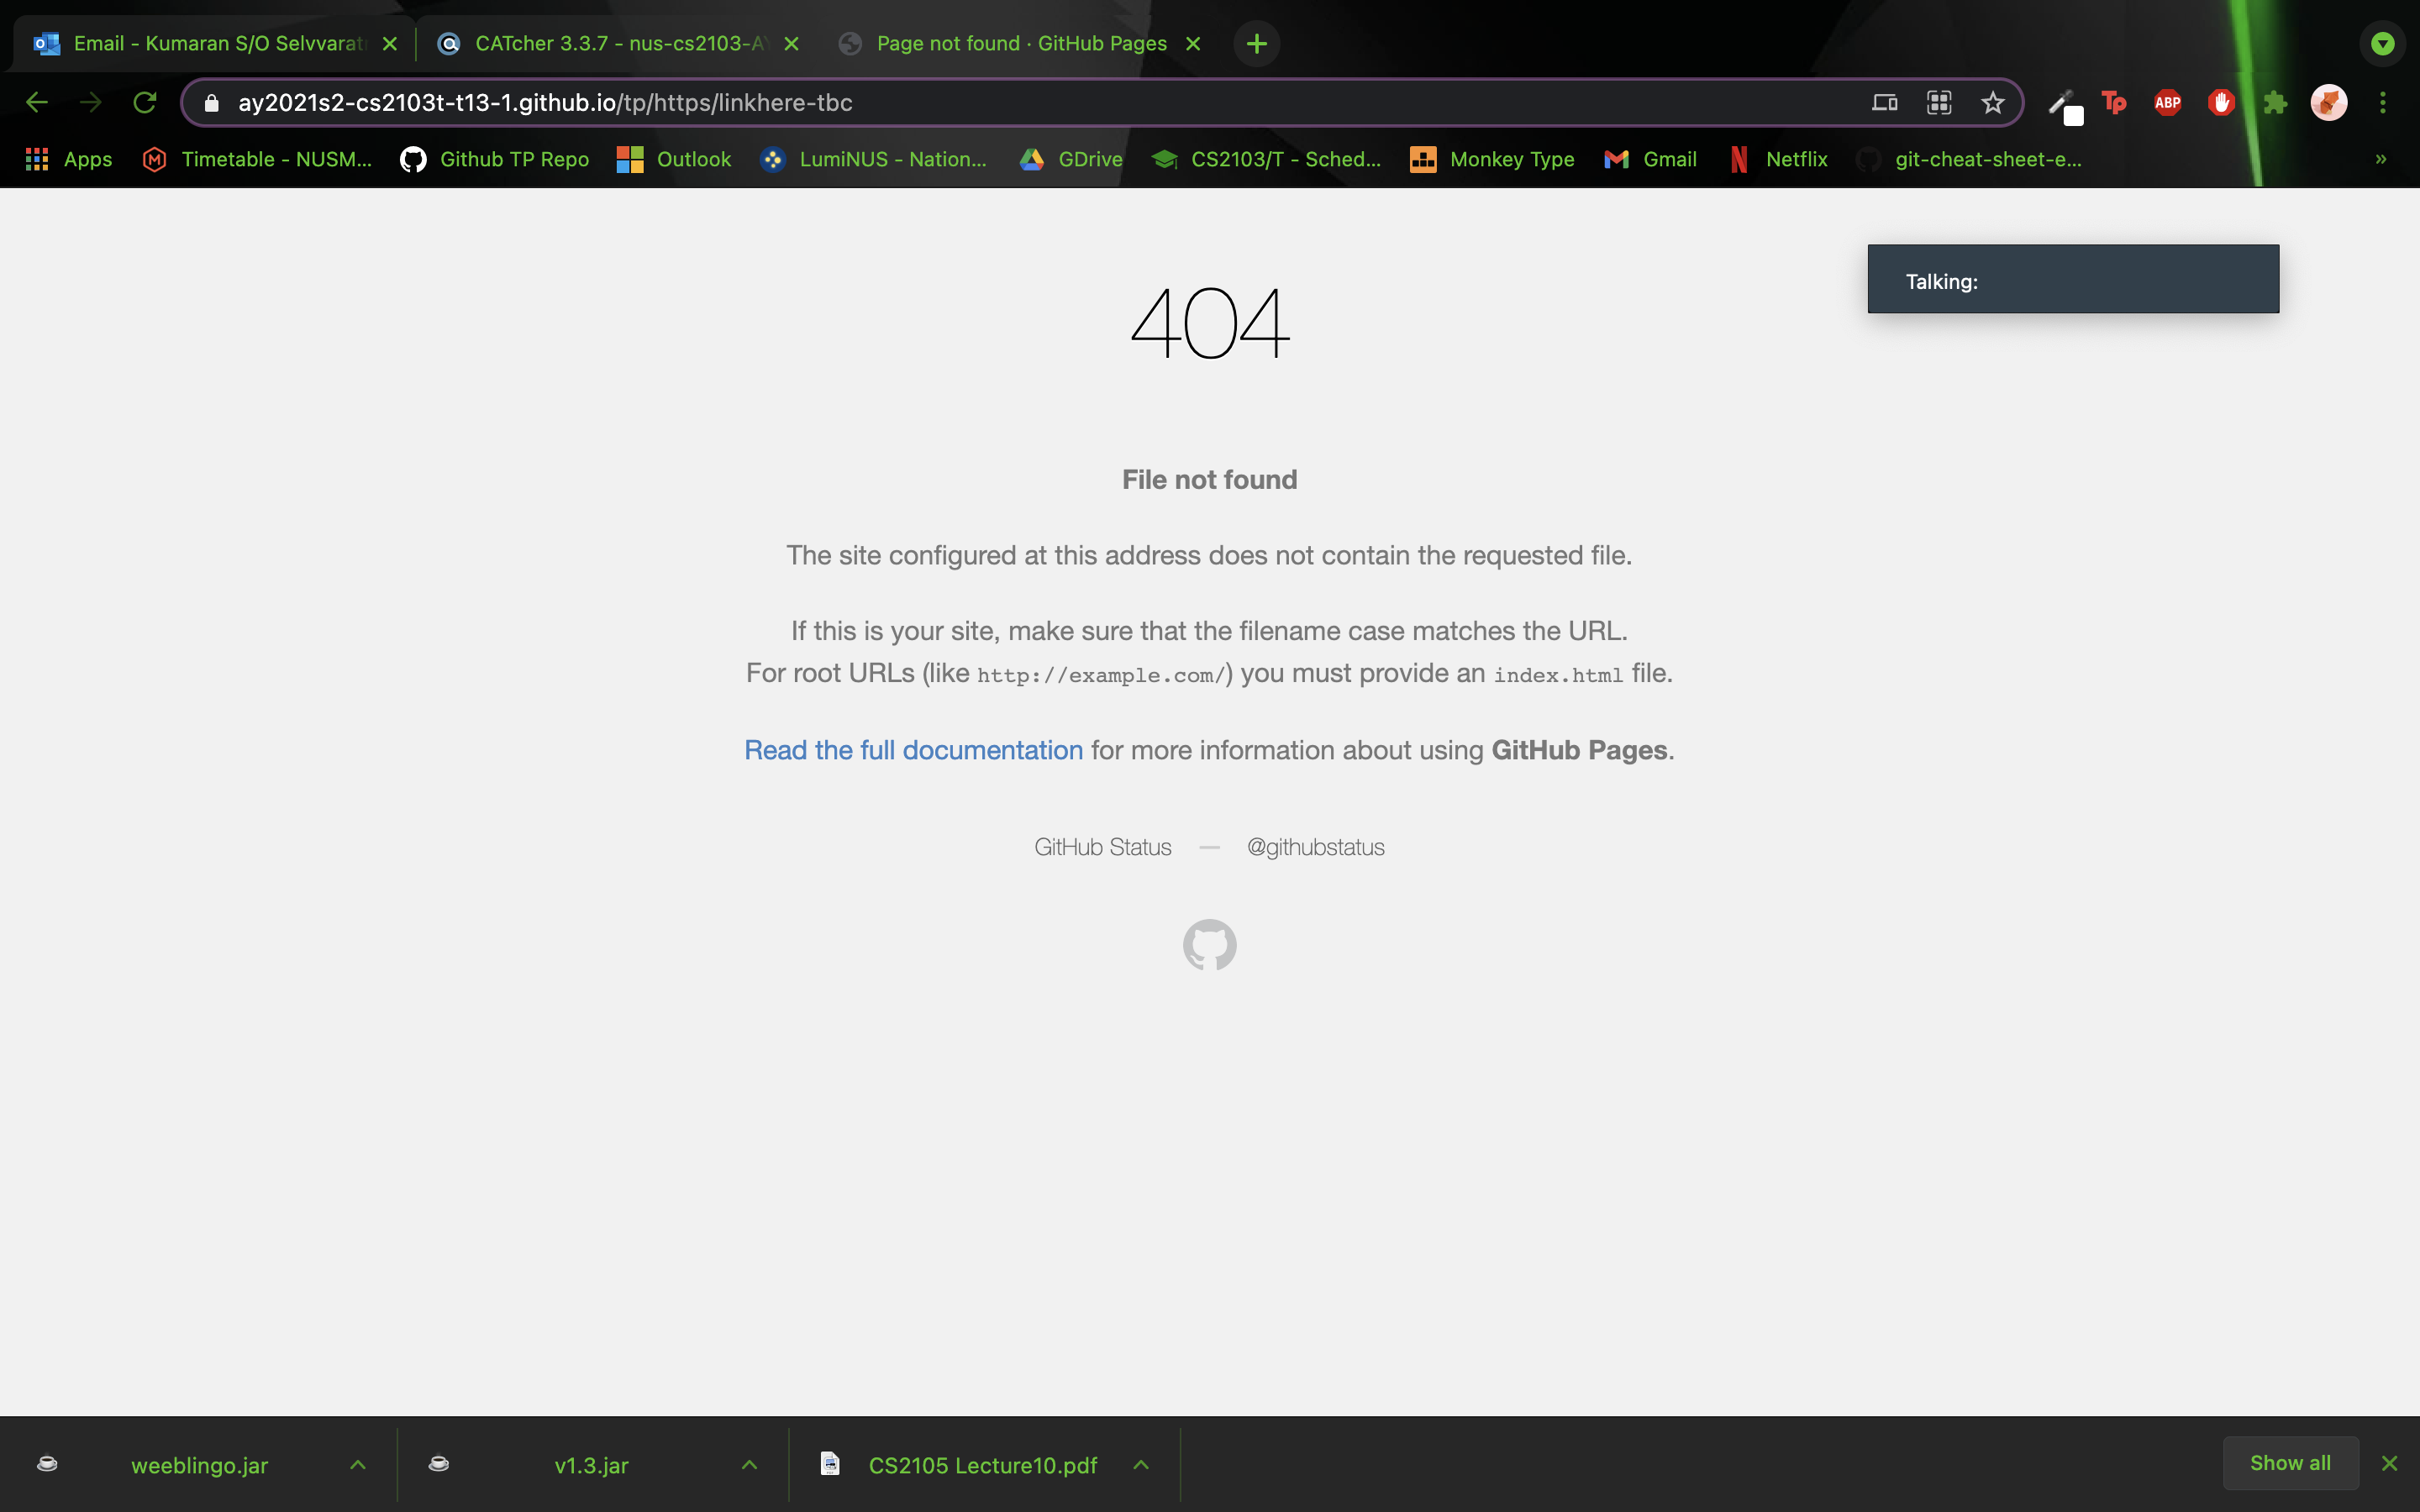 Email - Kumaran S/O Selvvarat
CATcher 3.3.7 - nus-cs2103-A
Page not found · GitHub Pages
ay2021s2-cs2103t-t13-1.github.io/tp/https/linkhere-tbc
Tp
ABP
Apps
Timetable - NUSM...
Github TP Repo
Outlook
LumiNUS - Nation...
GDrive
CS2103/T - Sched...
Monkey Type
Gmail
Netflix
git-cheat-sheet-e...
»
Talking:
404
File not found
The site configured at this address does not contain the requested file.
If this is your site, make sure that the filename case matches the URL.
For root URLs (like http://example.com/) you must provide an index.html file.
Read the full documentation for more information about using GitHub Pages.
GitHub Status — @githubstatus
weeblingo.jar
v1.3.jar
CS2105 Lecture10.pdf
Show all